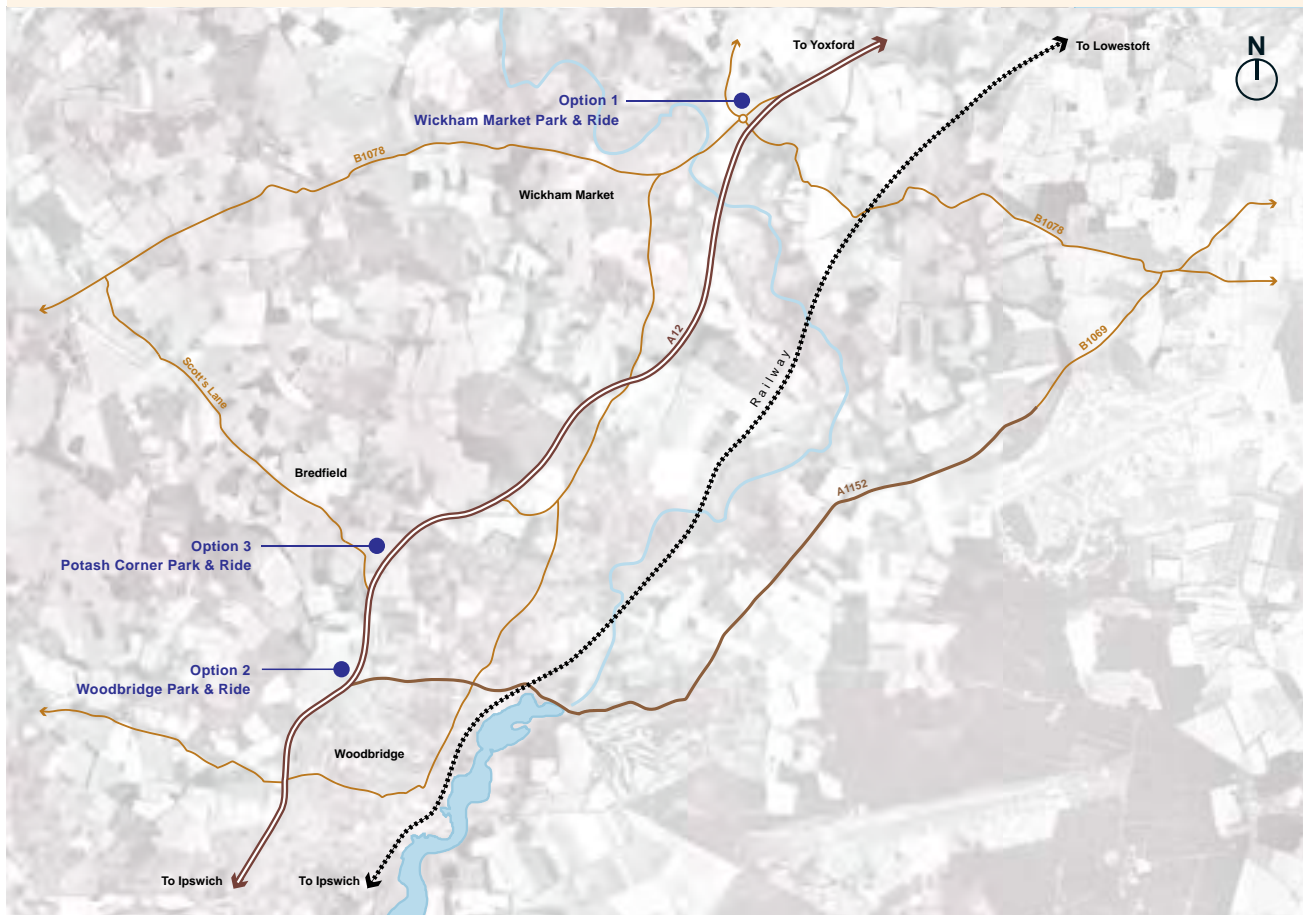 To Yoxford
To Lowestoft
N
Option 1
Wickham Market Park & Ride
B1078
Wickham Market
B1078
A12
B1069
Railway
Scott's Lane
Bredfield
A1152
Option 3
Potash Corner Park & Ride
Option 2
Woodbridge Park & Ride
Woodbridge
To Ipswich
To Ipswich